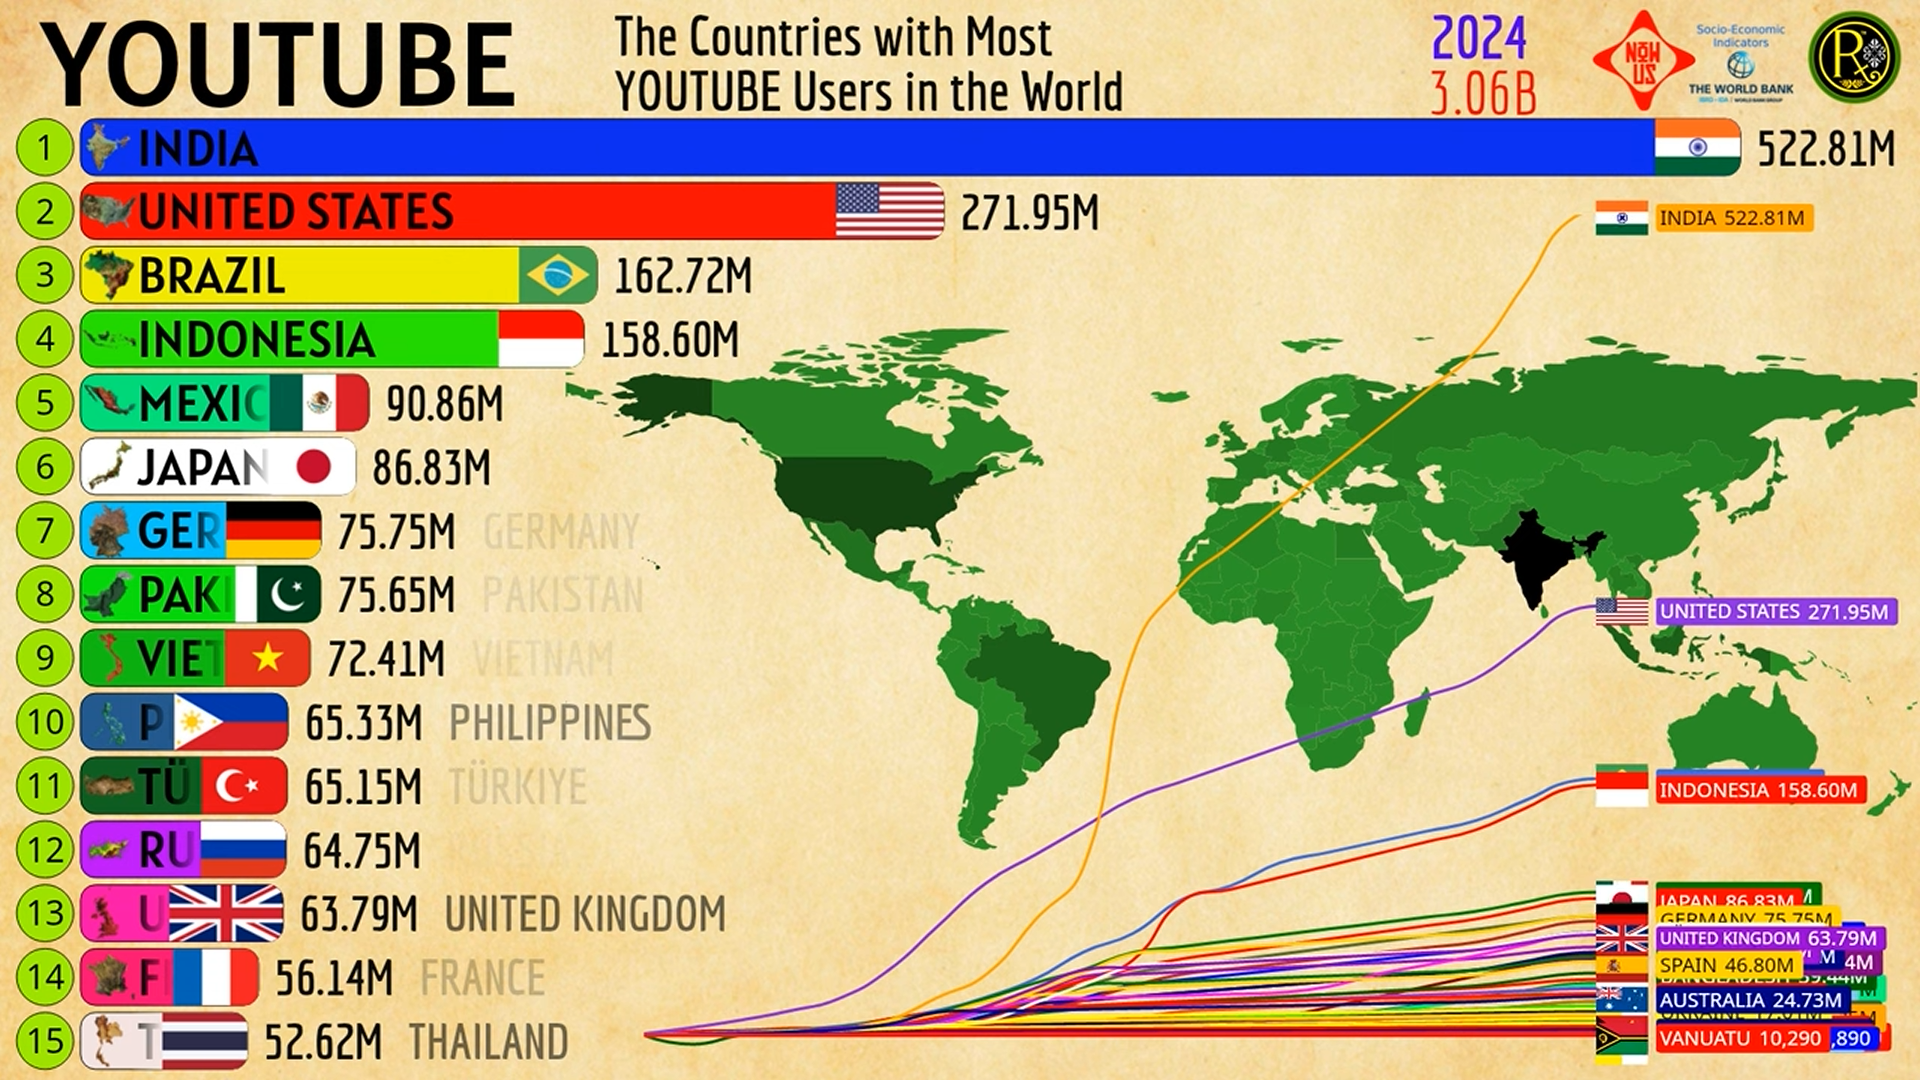 YOUTUBE
The Countries with Most
YOUTUBE Users in the World
2024
3.06B
NOW
US
Socio-Economic
Indicators
THE WORLD BANK
R
1 INDIA 522.81M
2 UNITED STATES 271.95M
3 BRAZIL 162.72M
4 INDONESIA 158.60M
5 MEXIC 90.86M
6 JAPAN 86.83M
7 GER 75.75M GERMANY
8 PAKI 75.65M PAKISTAN
9 VIET 72.41M VIETNAM
10 P 65.33M PHILIPPINES
11 TÜ 65.15M TÜRKIYE
12 RU 64.75M
13 U 63.79M UNITED KINGDOM
14 F 56.14M FRANCE
15 T 52.62M THAILAND
INDIA 522.81M
UNITED STATES 271.95M
INDONESIA 158.60M
JAPAN 86.83M
GERMANY 75.75M
UNITED KINGDOM 63.79M
SPAIN 46.80M
AUSTRALIA 24.73M
VANUATU 10,290 ,890